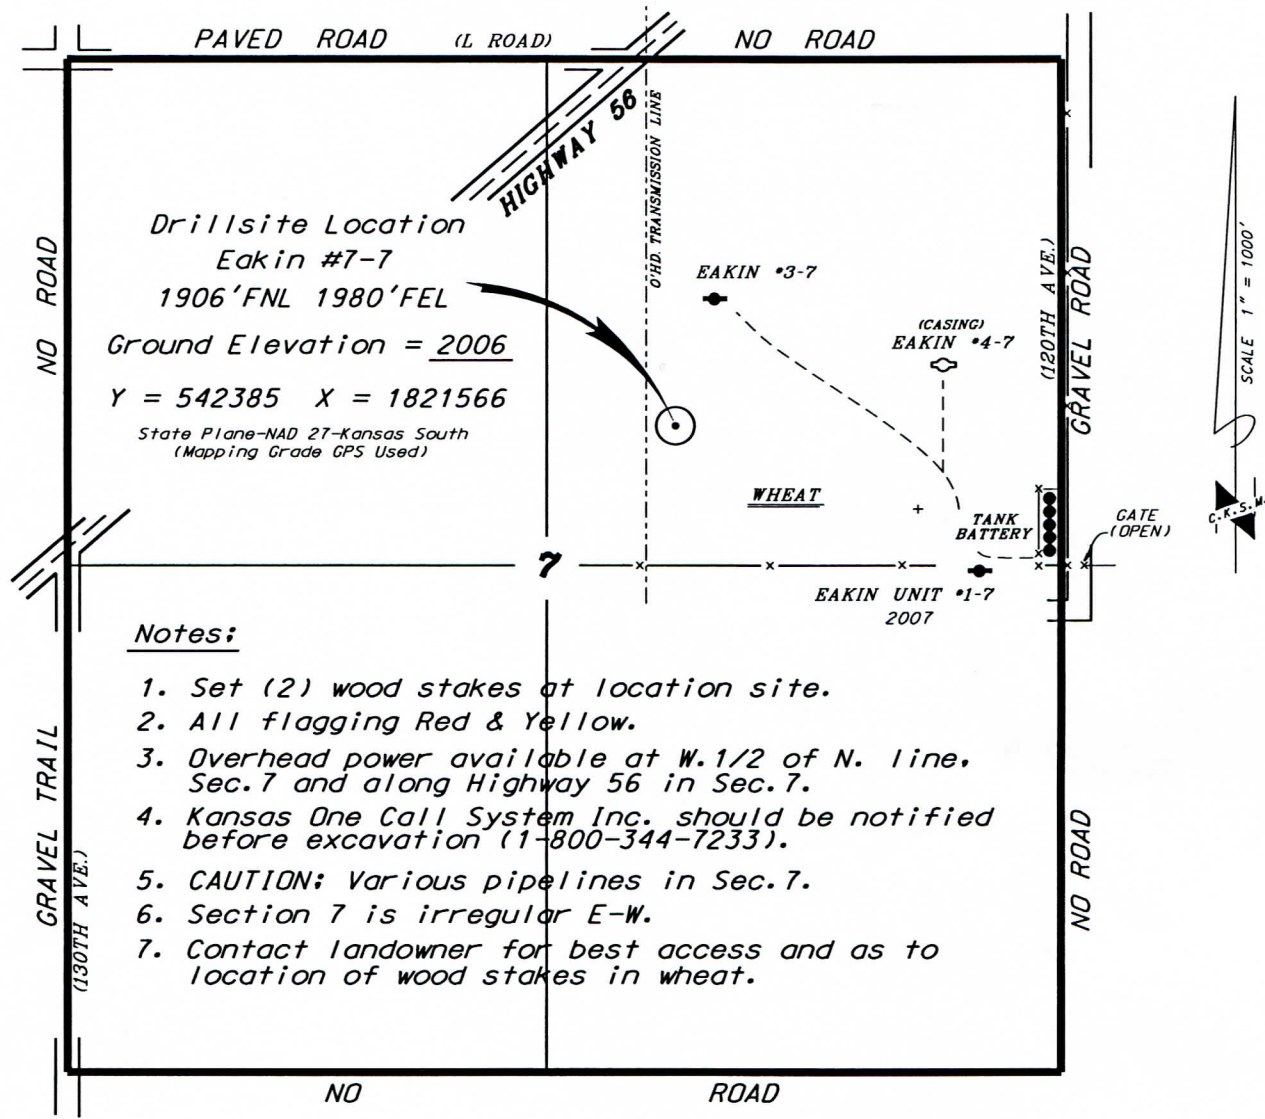 PAVED ROAD (L ROAD) NO ROAD
HIGHWAY 56
O'HD. TRANSMISSION LINE
NO ROAD
Drillsite Location
Eakin #7-7
1906'FNL 1980'FEL
Ground Elevation = 2006
Y = 542385 X = 1821566
State Plane-NAD 27-Kansas South
(Mapping Grade GPS Used)
EAKIN #3-7
(CASING)
EAKIN #4-7
(120TH AVE.)
GRAVEL ROAD
SCALE 1" = 1000'
C.K.S.M.
WHEAT
TANK
BATTERY
GATE
(OPEN)
7
EAKIN UNIT #1-7
2007
Notes:
1. Set (2) wood stakes at location site.
2. All flagging Red & Yellow.
3. Overhead power available at W.1/2 of N. line,
Sec.7 and along Highway 56 in Sec.7.
4. Kansas One Call System Inc. should be notified
before excavation (1-800-344-7233).
5. CAUTION: Various pipelines in Sec.7.
6. Section 7 is irregular E-W.
7. Contact landowner for best access and as to
location of wood stakes in wheat.
GRAVEL TRAIL
(130TH AVE.)
NO ROAD
NO ROAD